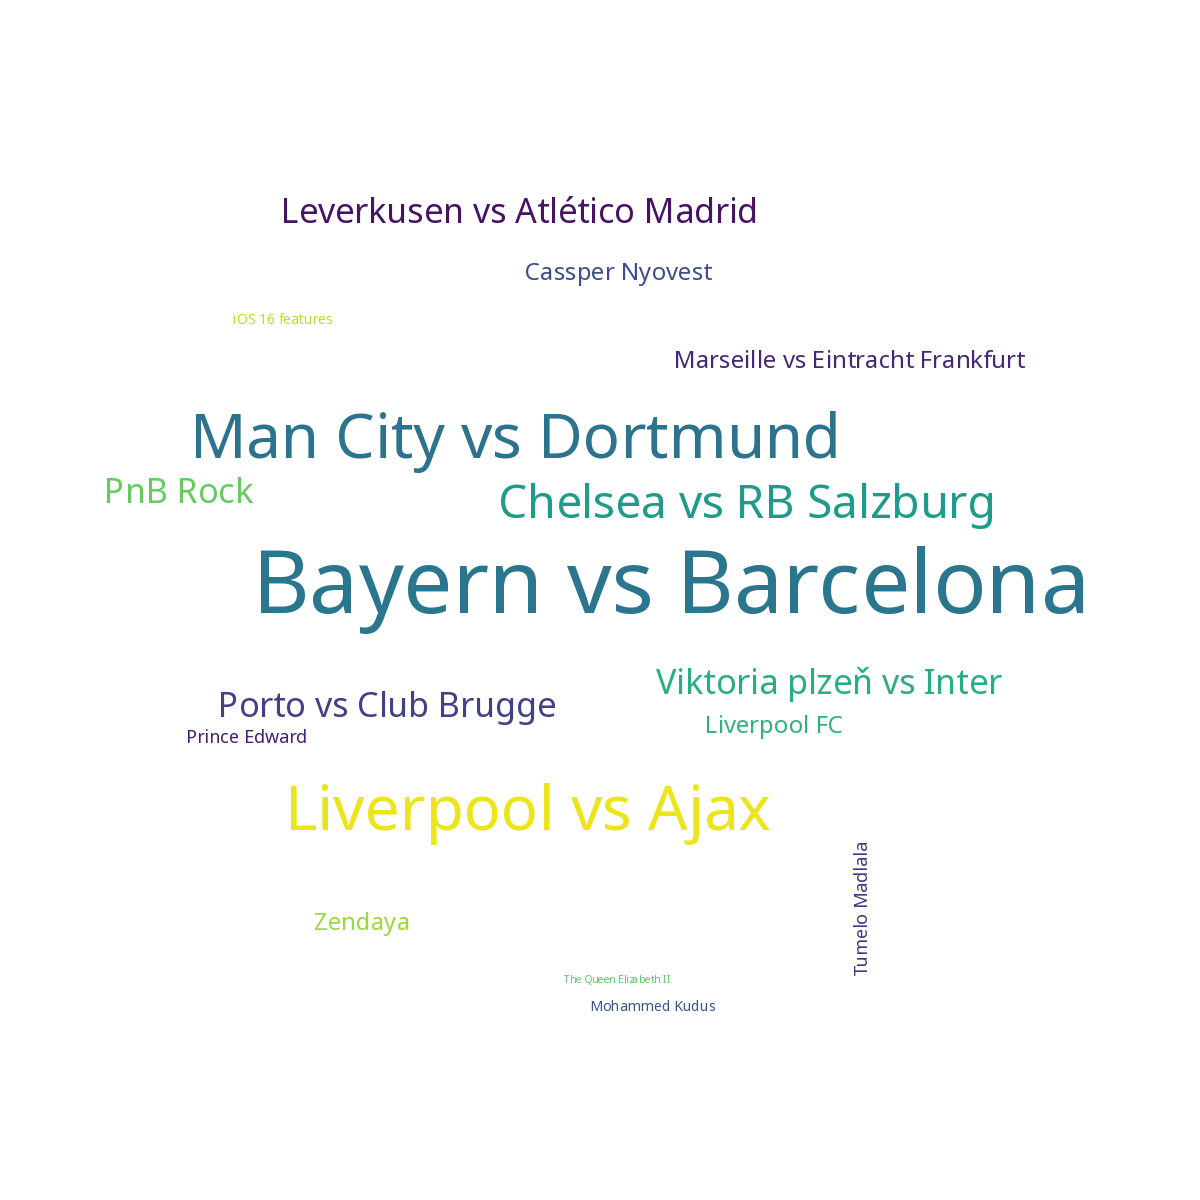 Leverkusen vs Atlético Madrid
Cassper Nyovest
iOS 16 features
Marseille vs Eintracht Frankfurt
Man City vs Dortmund
PnB Rock
Chelsea vs RB Salzburg
Bayern vs Barcelona
Viktoria plzeň vs Inter
Porto vs Club Brugge
Liverpool FC
Prince Edward
Liverpool vs Ajax
Tumelo Madlala
Zendaya
The Queen Elizabeth II
Mohammed Kudus